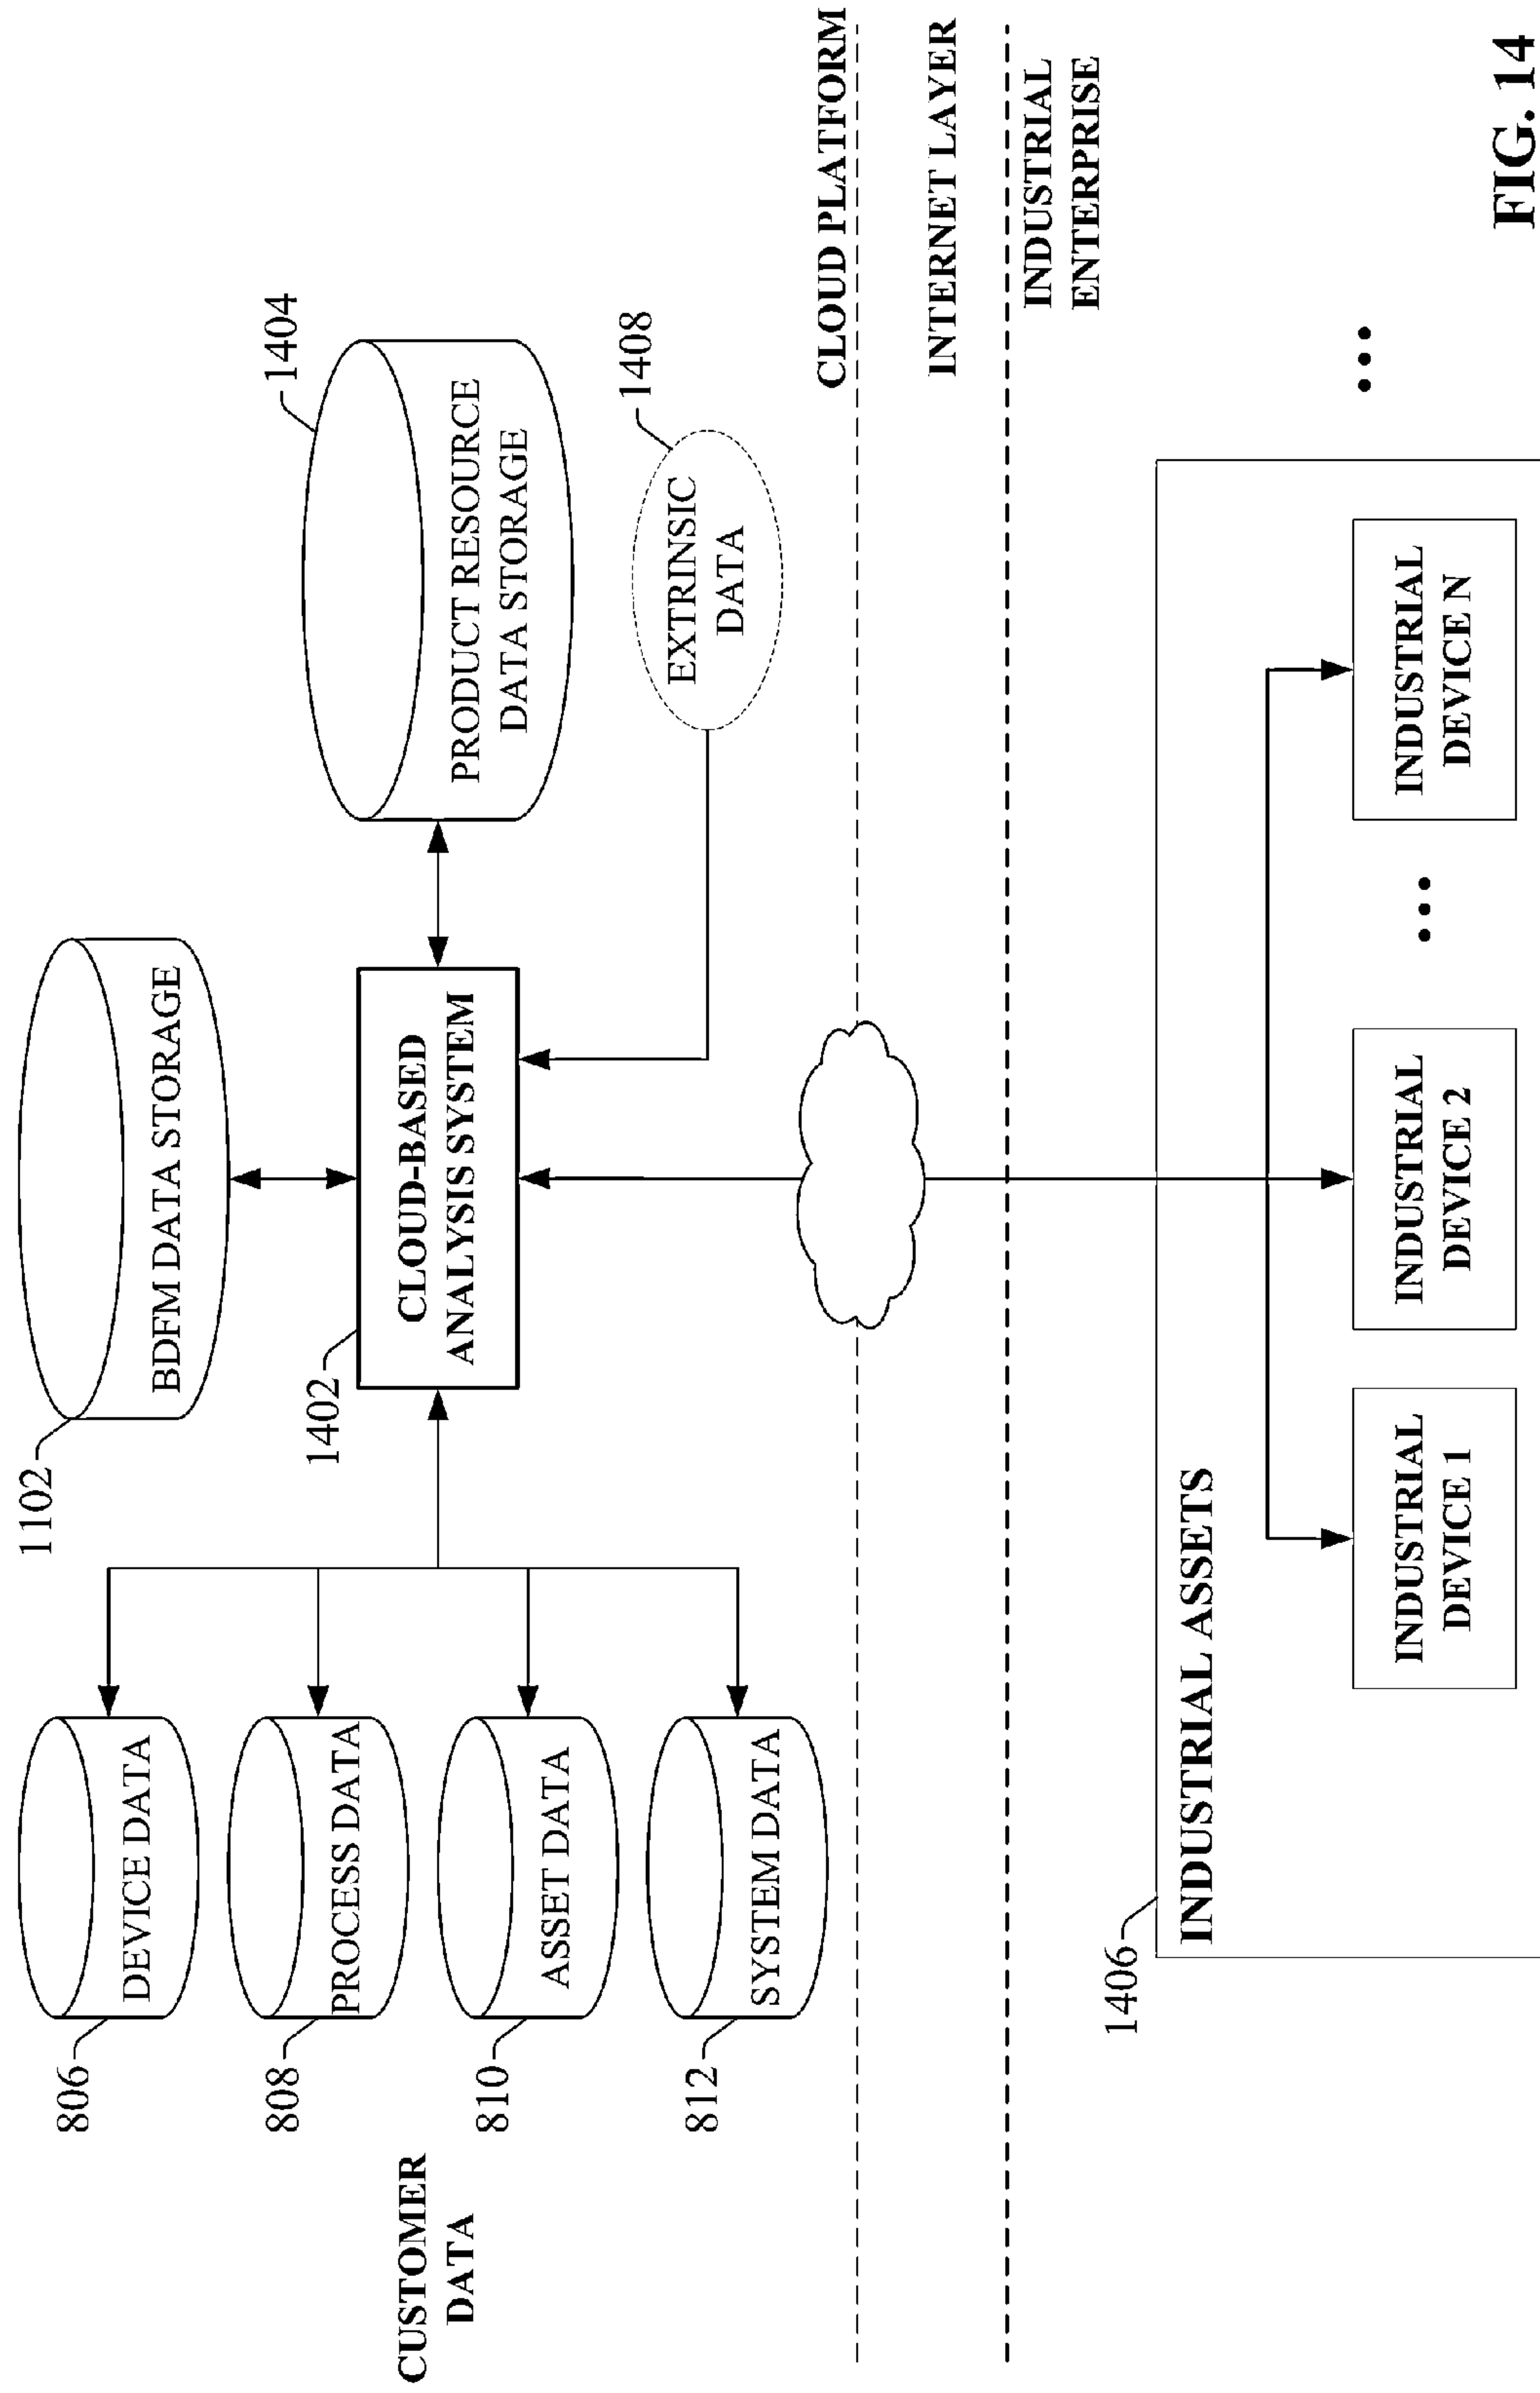 1102
BDFM DATA STORAGE
806
DEVICE DATA
808
PROCESS DATA
810
ASSET DATA
812
SYSTEM DATA
CUSTOMER
DATA
1402
CLOUD-BASED
ANALYSIS SYSTEM
1404
PRODUCT RESOURCE
DATA STORAGE
1408
EXTRINSIC
DATA
CLOUD PLATFORM
INTERNET LAYER
INDUSTRIAL
ENTERPRISE
1406
INDUSTRIAL ASSETS
INDUSTRIAL
DEVICE 1
INDUSTRIAL
DEVICE 2
•••
INDUSTRIAL
DEVICE N
•••
FIG. 14